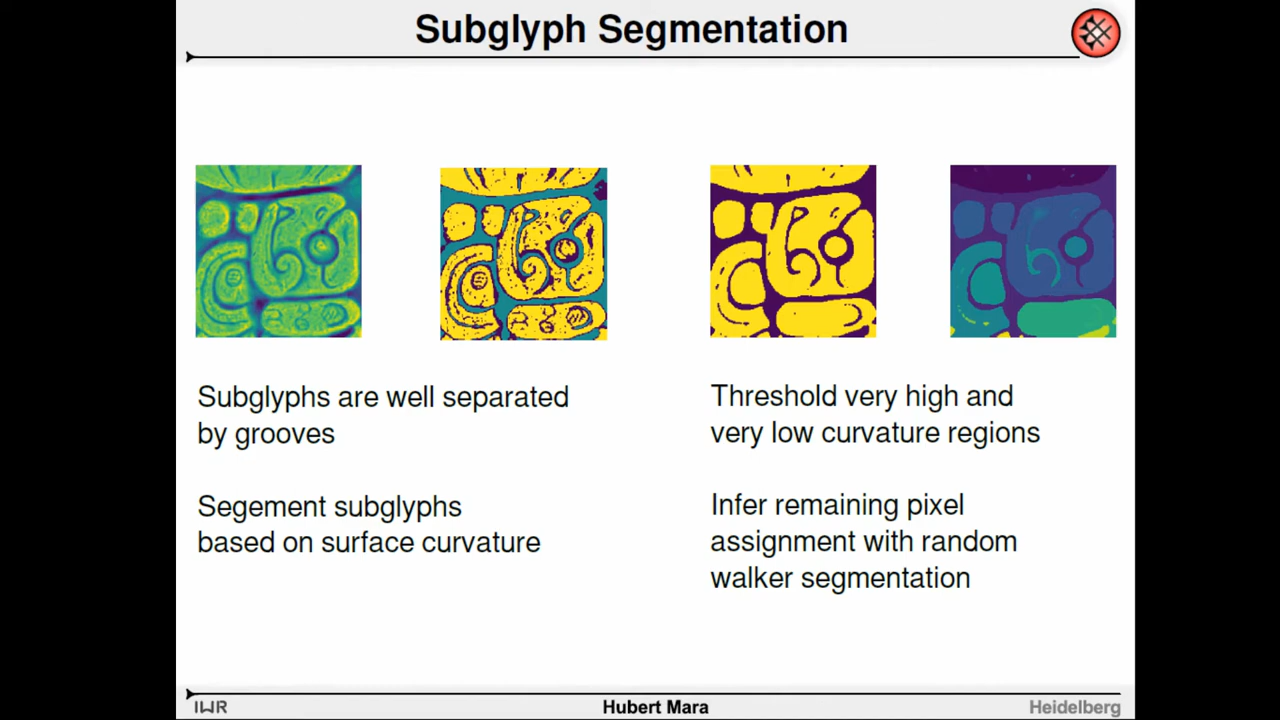 Subglyph Segmentation
Subglyphs are well separated
by grooves
Segement subglyphs
based on surface curvature
Threshold very high and
very low curvature regions
Infer remaining pixel
assignment with random
walker segmentation
IWR
Hubert Mara
Heidelberg